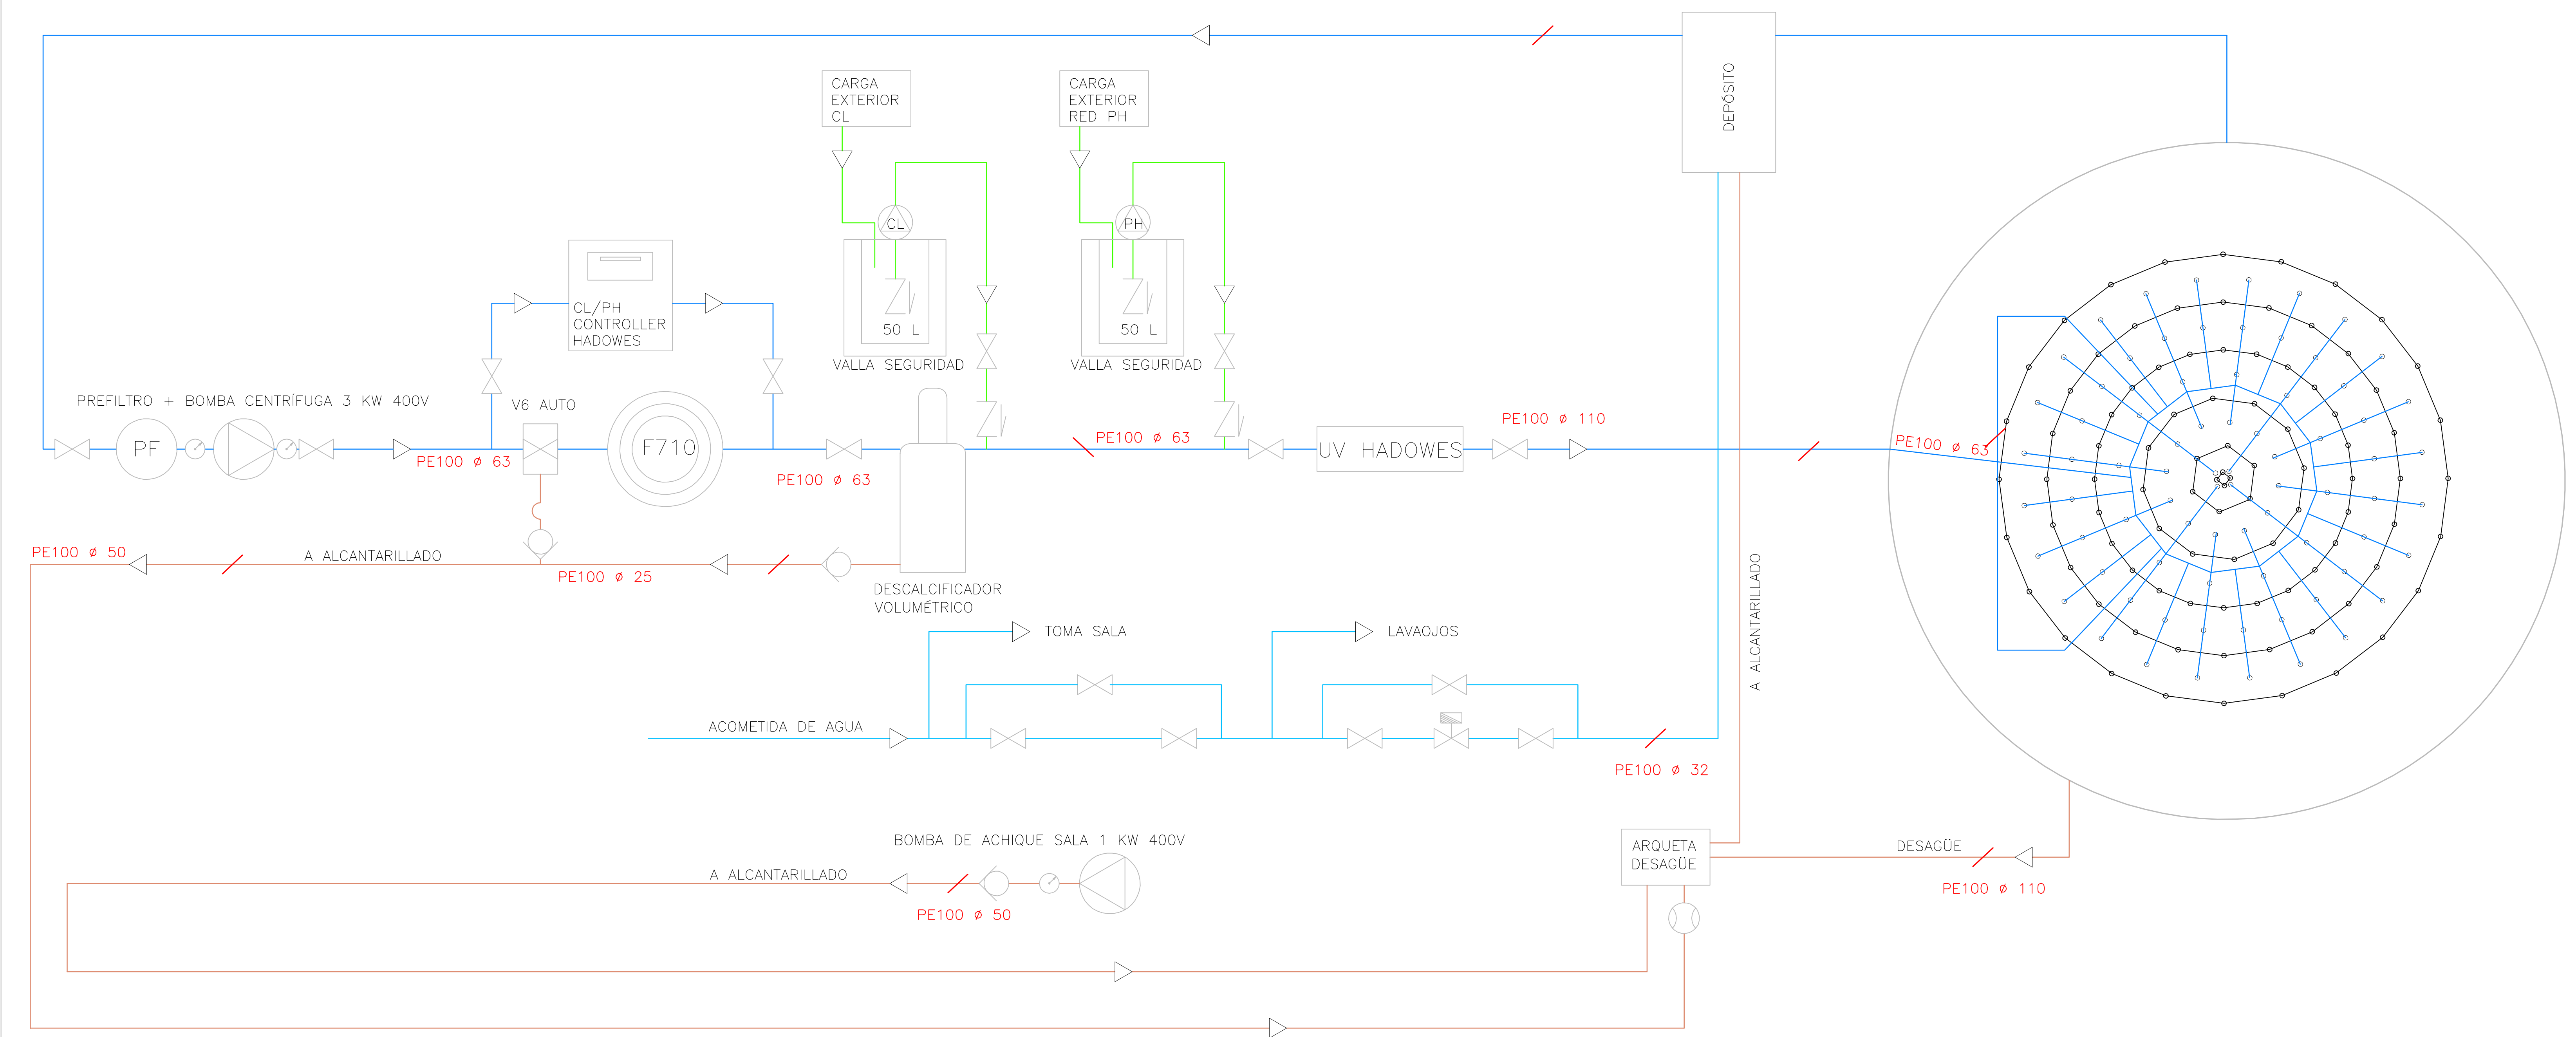 DEPÓSITO
CARGA
EXTERIOR
CL
CARGA
EXTERIOR
RED PH
CL
PH
50 L
50 L
VALLA SEGURIDAD
VALLA SEGURIDAD
CL/PH
CONTROLLER
HADOWES
PREFILTRO + BOMBA CENTRÍFUGA 3 KW 400V
V6 AUTO
PF
F710
PE100 ø 63
PE100 ø 63
PE100 ø 63
UV HADOWES
PE100 ø 110
PE100 ø 63
PE100 ø 50
A ALCANTARILLADO
PE100 ø 25
DESCALCIFICADOR
VOLUMÉTRICO
TOMA SALA
LAVAOJOS
A ALCANTARILLADO
ACOMETIDA DE AGUA
PE100 ø 32
BOMBA DE ACHIQUE SALA 1 KW 400V
A ALCANTARILLADO
PE100 ø 50
ARQUETA
DESAGÜE
DESAGÜE
PE100 ø 110